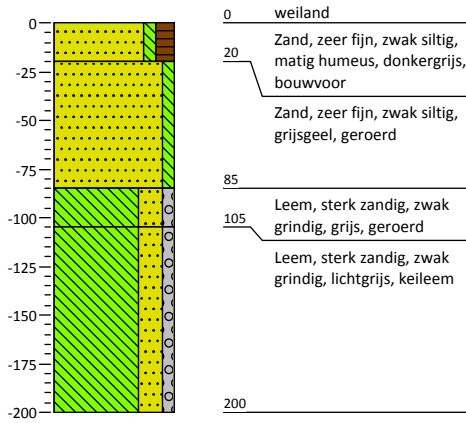 0
-25
-50
-75
-100
-125
-150
-175
-200
0 weiland
Zand, zeer fijn, zwak siltig,
20 matig humeus, donkergrijs,
bouwvoor
Zand, zeer fijn, zwak siltig,
grijsgeel, geroerd
85
Leem, sterk zandig, zwak
105 grindig, grijs, geroerd
Leem, sterk zandig, zwak
grindig, lichtgrijs, keileem
200